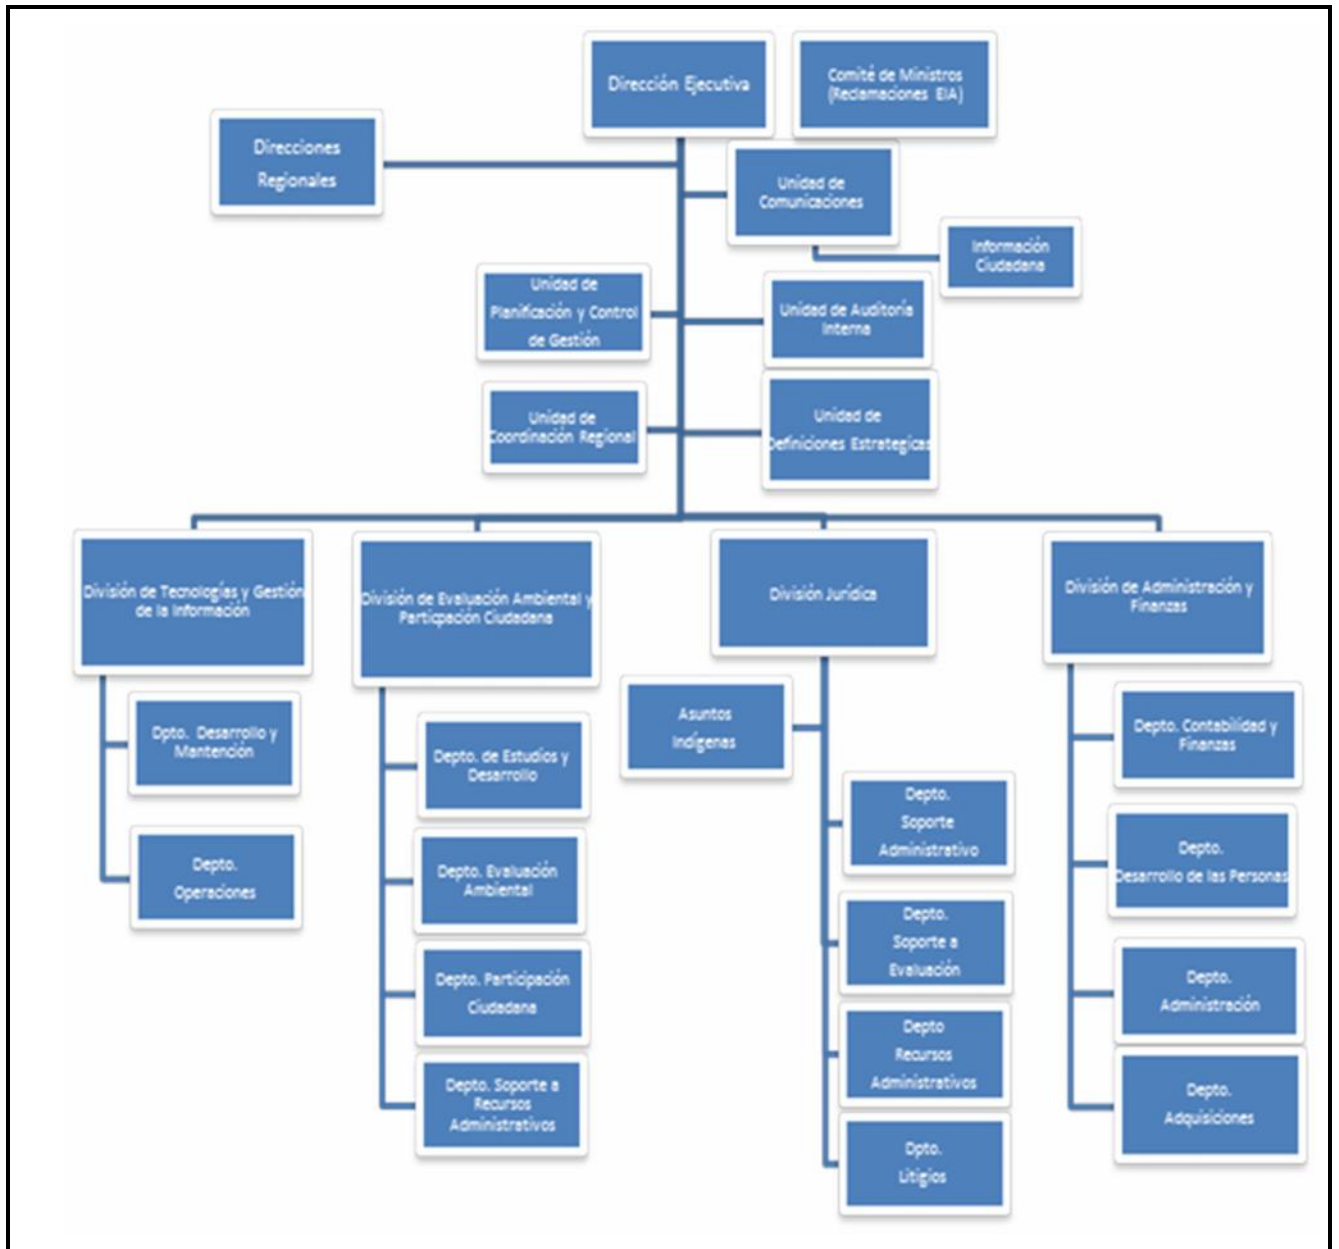 Dirección Ejecutiva
Comité de Ministros
(Reclamaciones EIA)
Direcciones
Regionales
Unidad de
Comunicaciones
Información
Ciudadana
Unidad de
Planificación y Control
de Gestión
Unidad de Auditoría
Interna
Unidad de
Coordinación Regional
Unidad de
Definiciones Estrategicas
División de Tecnologías y Gestión
de la Información
División de Evaluación Ambiental y
Particpación Ciudadana
División Jurídica
División de Administración y
Finanzas
Dpto. Desarrollo y
Mantención
Depto.
Operaciones
Depto. de Estudios y
Desarrollo
Depto. Evaluación
Ambiental
Depto. Participación
Ciudadana
Depto. Soporte a
Recursos
Administrativos
Asuntos
Indígenas
Depto.
Soporte
Administrativo
Depto.
Soporte a
Evaluación
Depto
Recursos
Administrativos
Dpto.
Litigios
Depto. Contabilidad y
Finanzas
Depto.
Desarrollo de las Personas
Depto.
Administración
Depto.
Adquisiciones